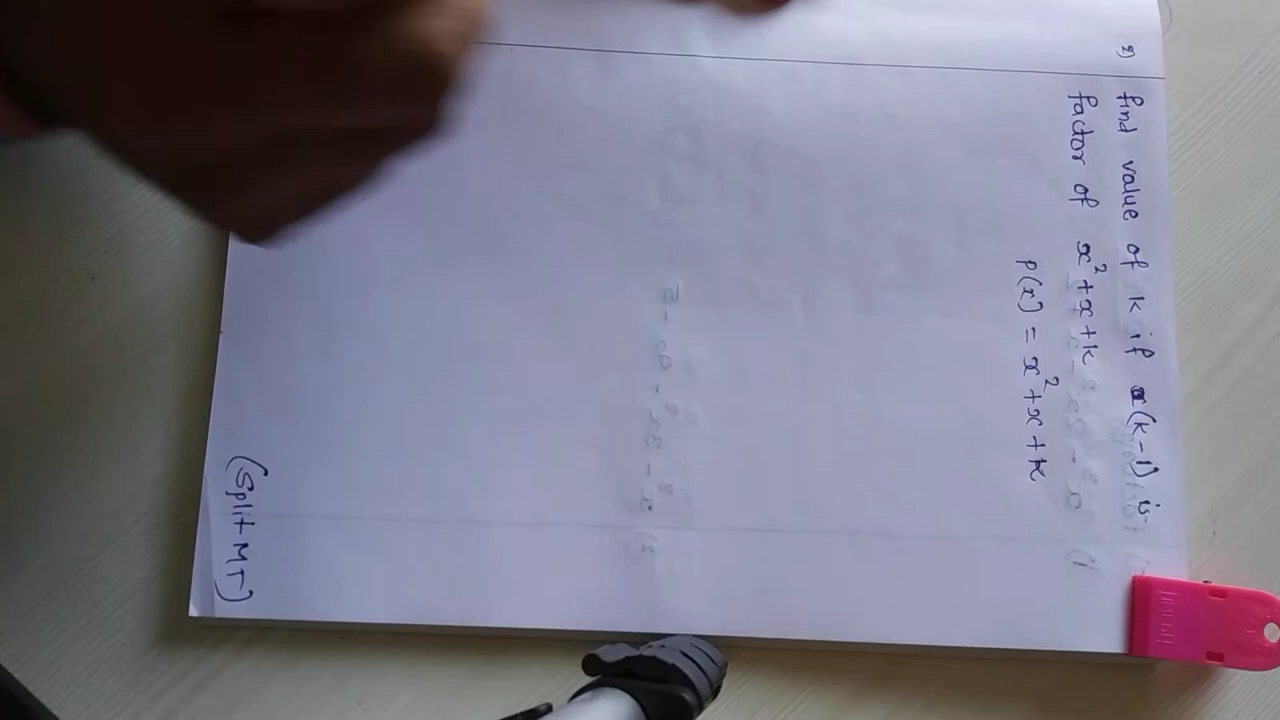 2) find value of k if x(k-1) is
factor of x²+x+k
P(x) = x²+x+k
(Split-MT)